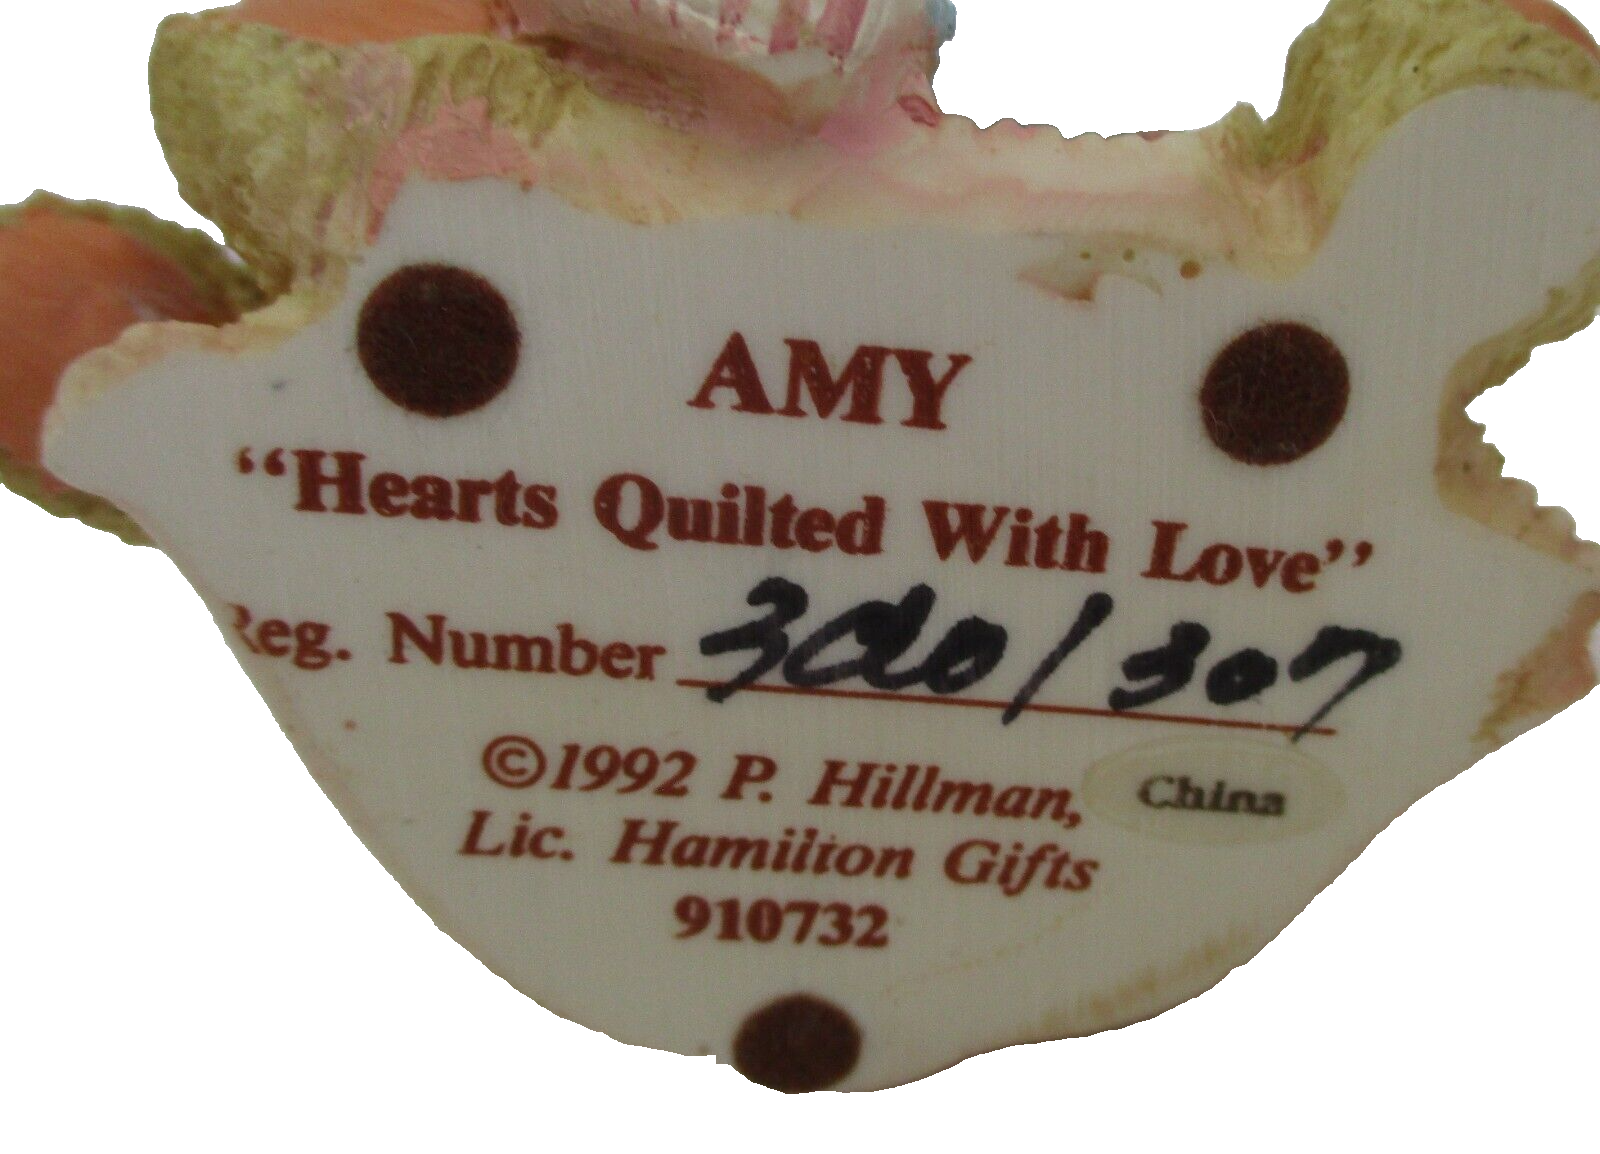 AMY
“Hearts Quilted With Love”
Reg. Number 3020/307
©1992 P. Hillman,
China
Lic. Hamilton Gifts
910732